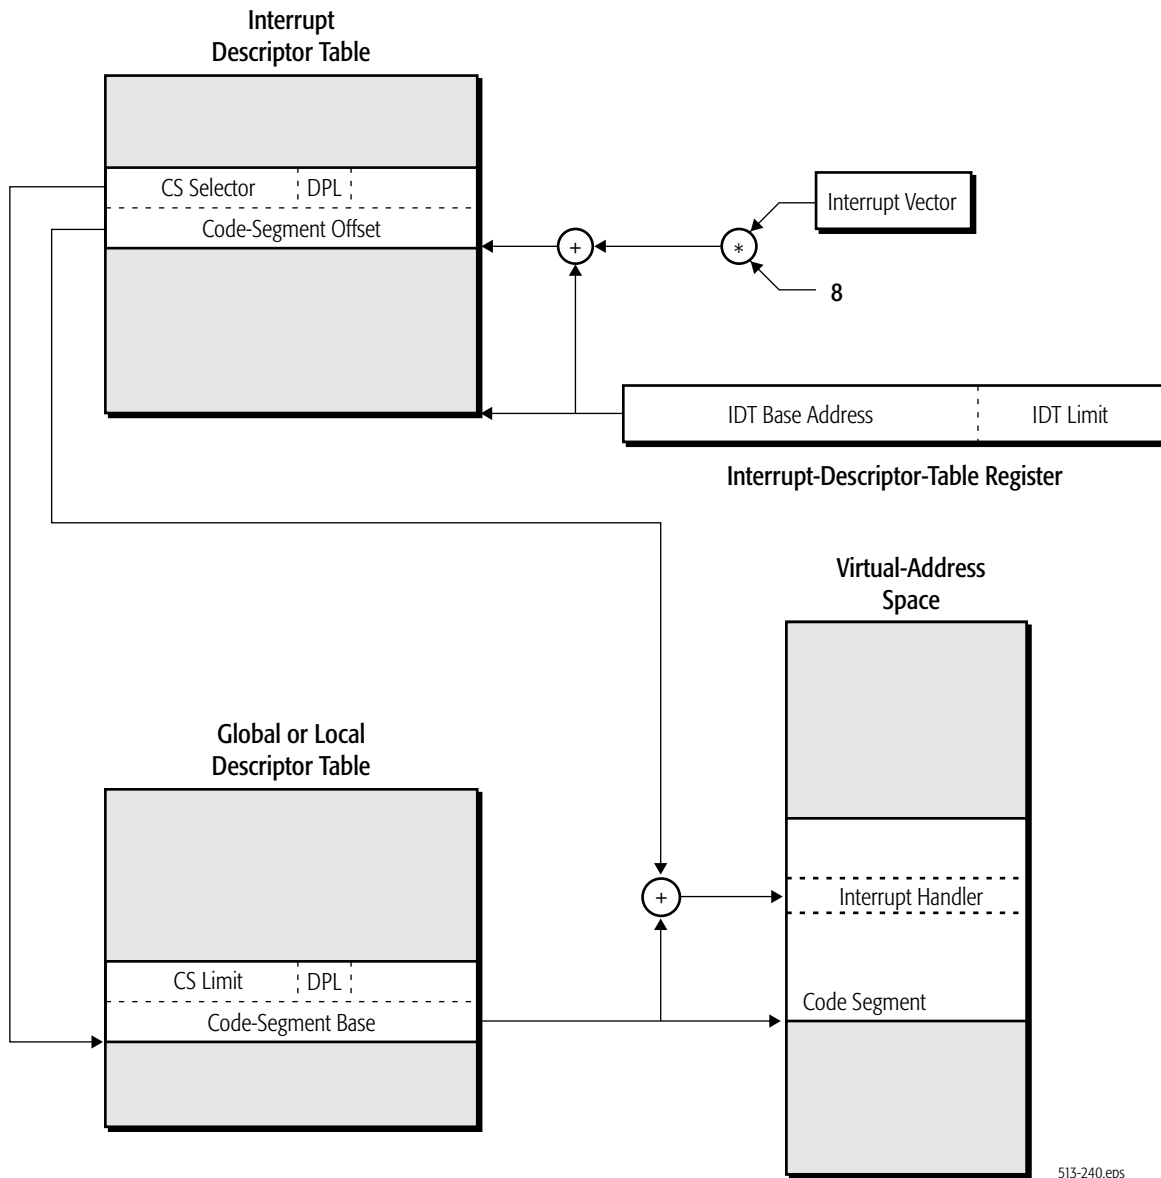 Interrupt
Descriptor Table
CS Selector
DPL
Code-Segment Offset
Interrupt Vector
+
*
8
IDT Base Address
IDT Limit
Interrupt-Descriptor-Table Register
Virtual-Address
Space
Global or Local
Descriptor Table
+
Interrupt Handler
CS Limit
DPL
Code-Segment Base
Code Segment
513-240.eps